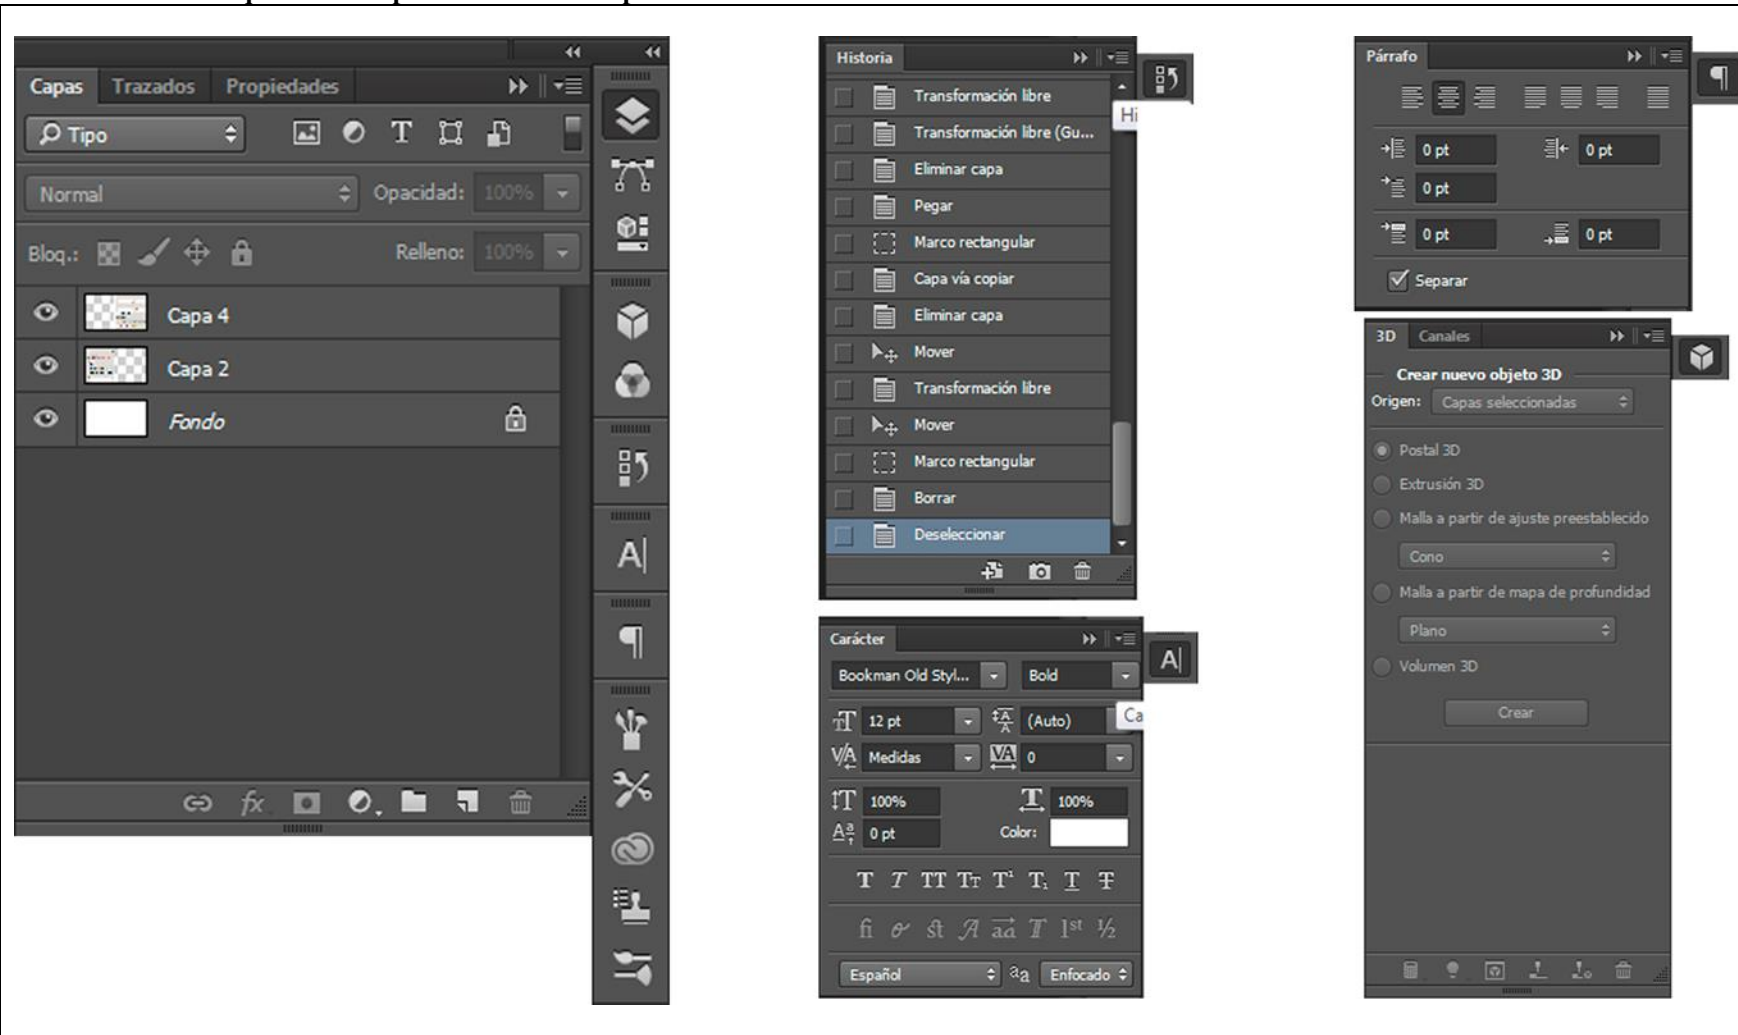 Capas Trazados Propiedades
Tipo
Normal Opacidad: 100%
Bloq.: Relleno: 100%
Capa 4
Capa 2
Fondo
Historia
Transformación libre
Hi
Transformación libre (Gu...
Eliminar capa
Pegar
Marco rectangular
Capa vía copiar
Eliminar capa
Mover
Transformación libre
Mover
Marco rectangular
Borrar
Deseleccionar
Carácter
Bookman Old Styl... Bold
12 pt (Auto) Ca
Medidas 0
100% 100%
0 pt Color:
Español Enfocado
Párrafo
0 pt 0 pt
0 pt
0 pt 0 pt
Separar
3D Canales
Crear nuevo objeto 3D
Origen: Capas seleccionadas
Postal 3D
Extrusión 3D
Malla a partir de ajuste preestablecido
Cono
Malla a partir de mapa de profundidad
Plano
Volumen 3D
Crear